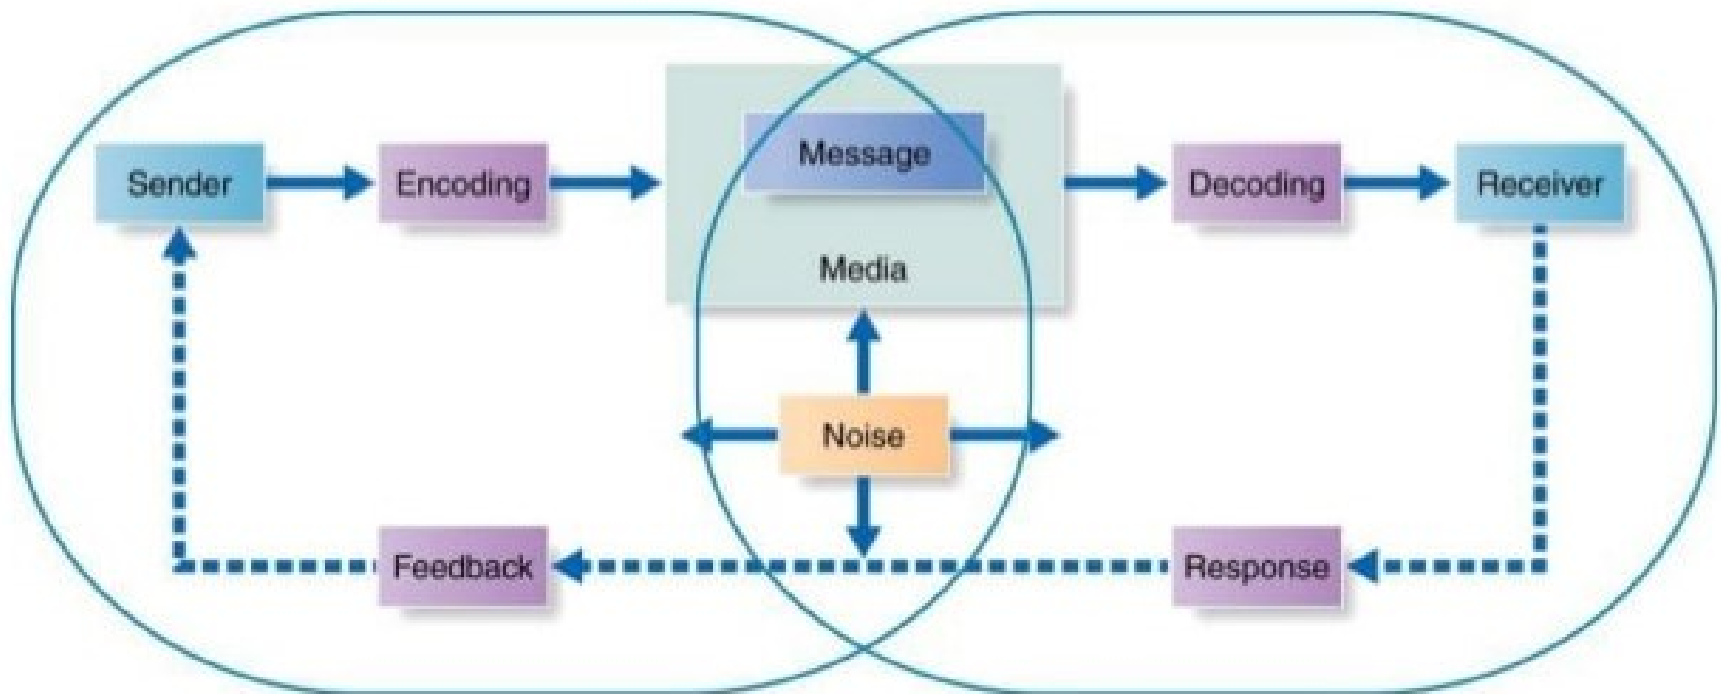 Sender
Encoding
Message
Media
Decoding
Receiver
Noise
Feedback
Response